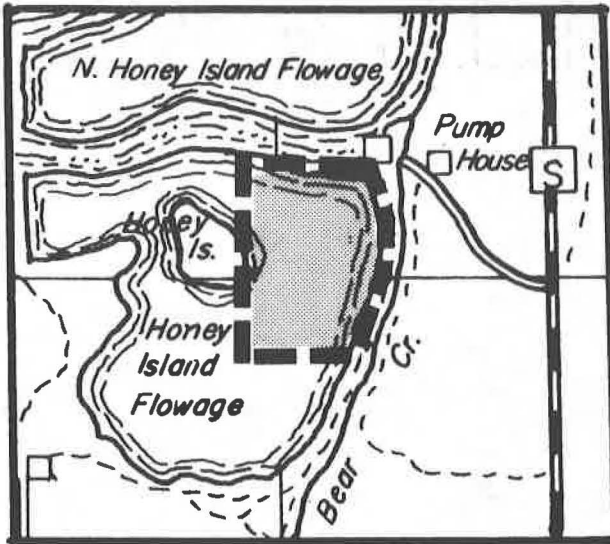 N. Honey Island Flowage
Pump
House
S
Honey
Is.
Honey
Island
Flowage
Cr.
Bear